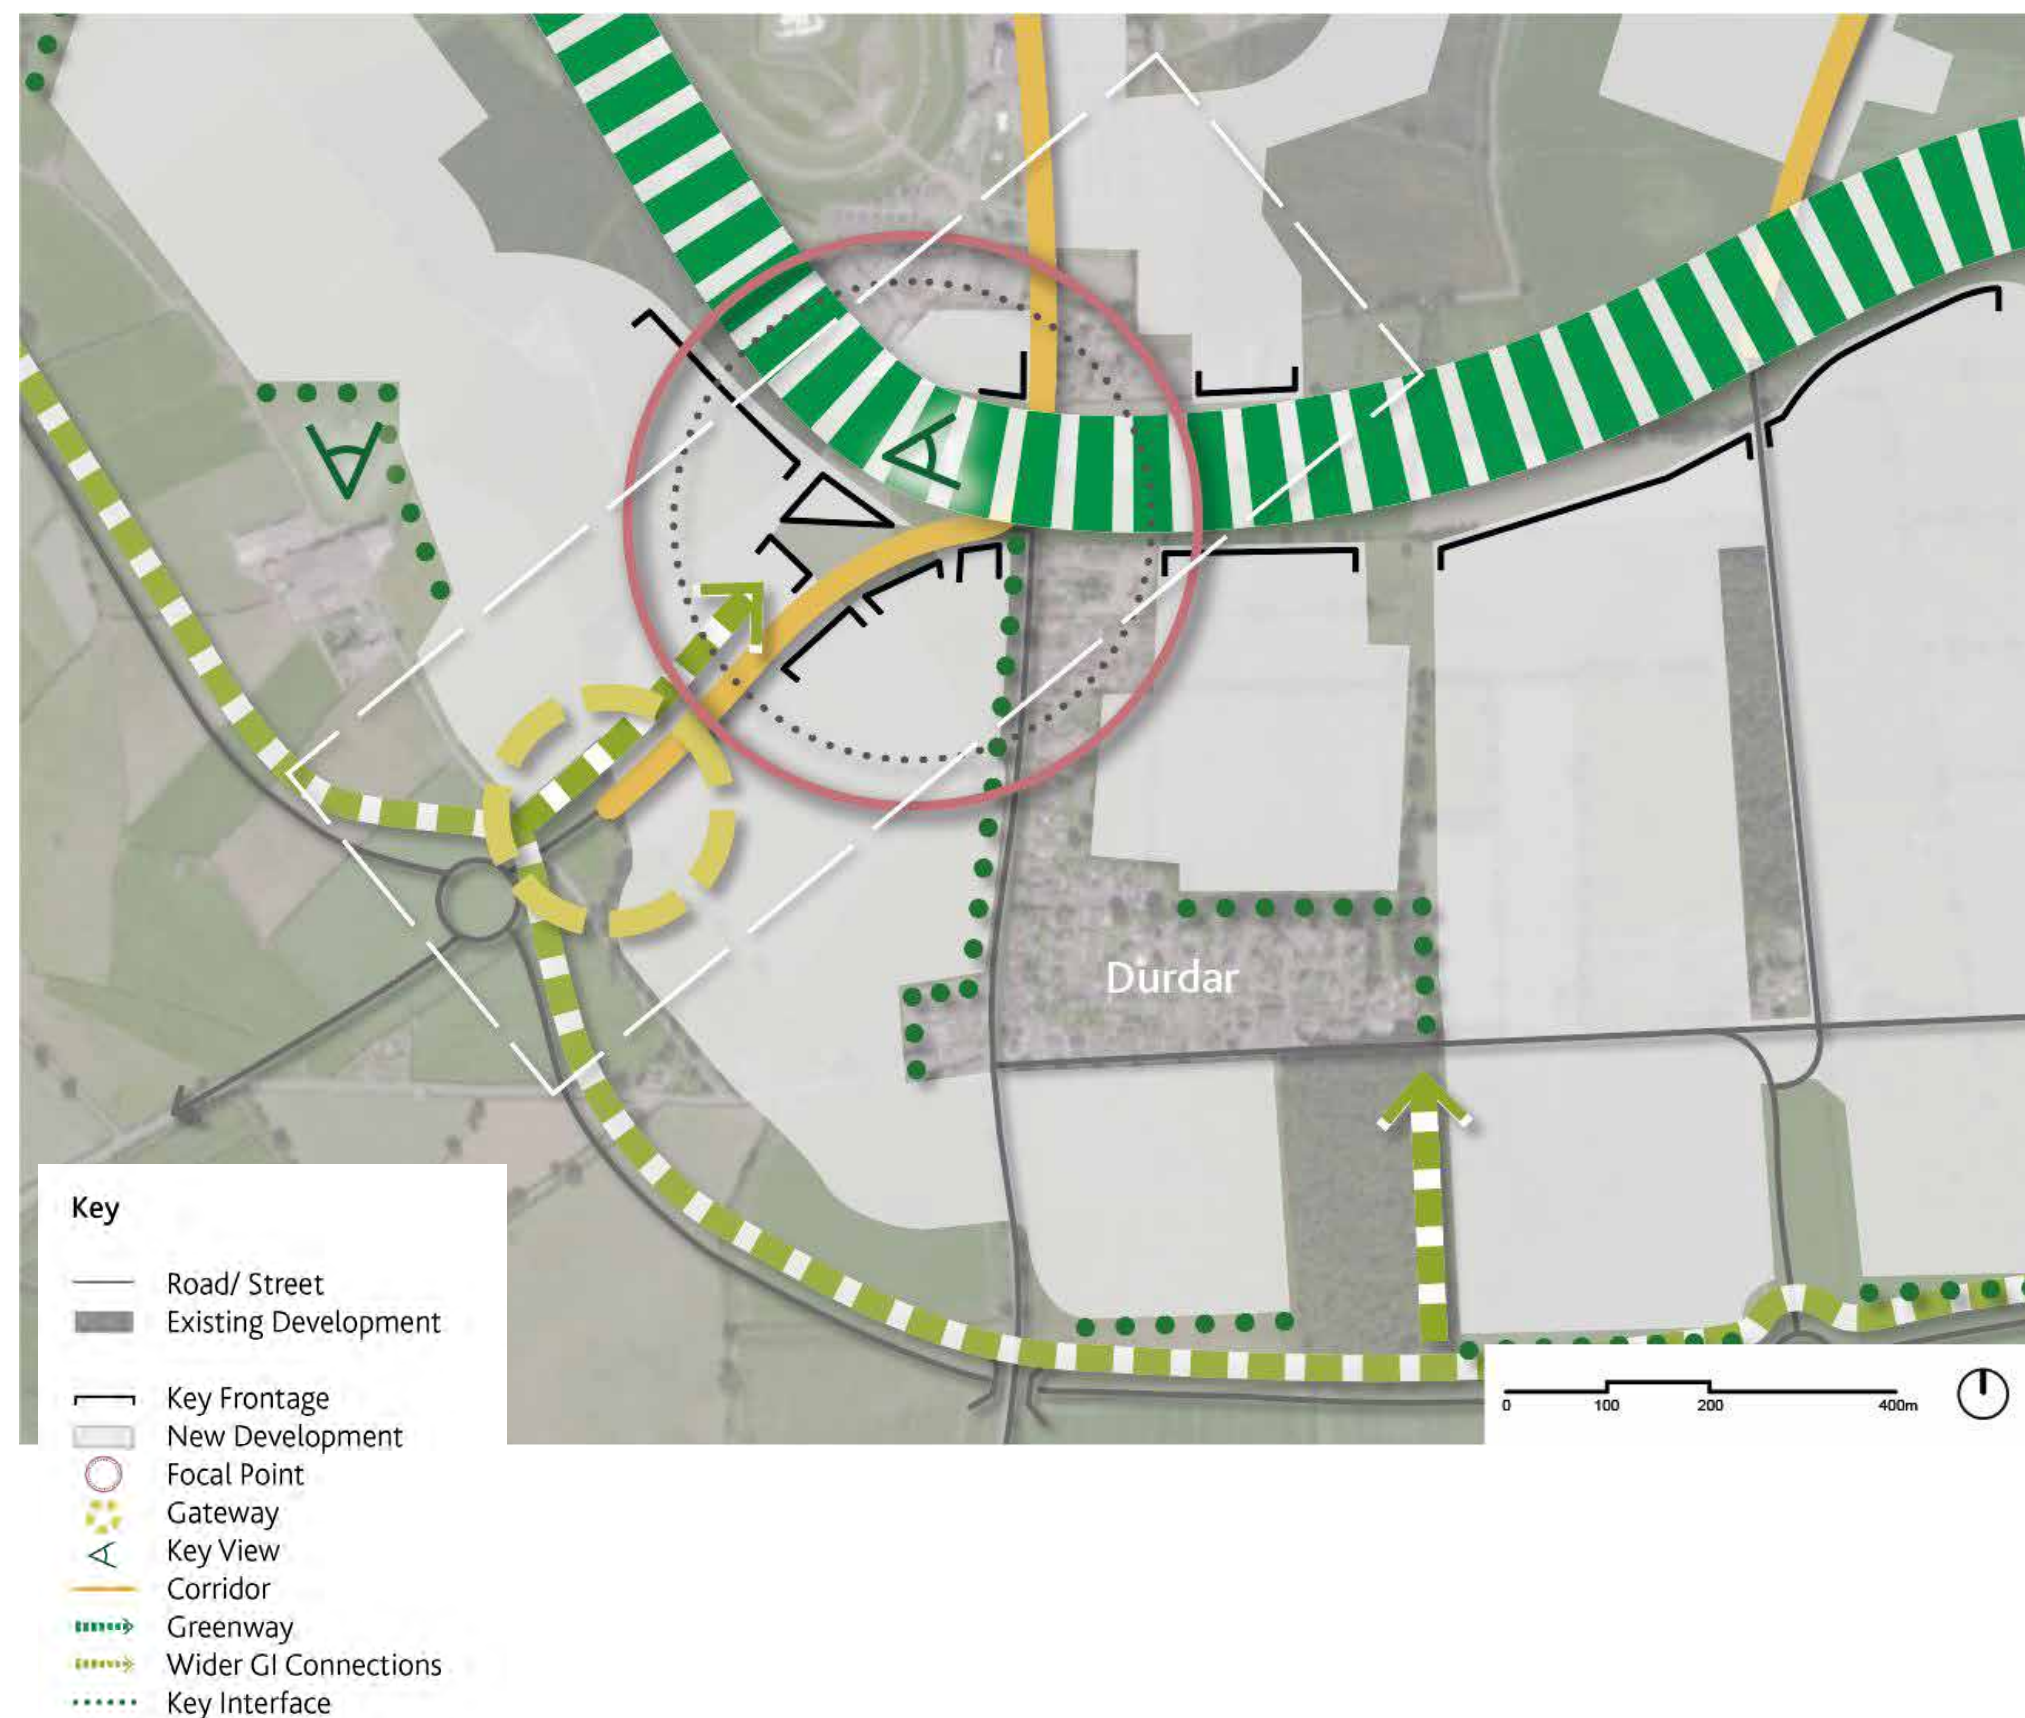 Durdar
Key
Road/ Street
Existing Development
Key Frontage
New Development
Focal Point
Gateway
Key View
Corridor
Greenway
Wider GI Connections
Key Interface
0 100 200 400m